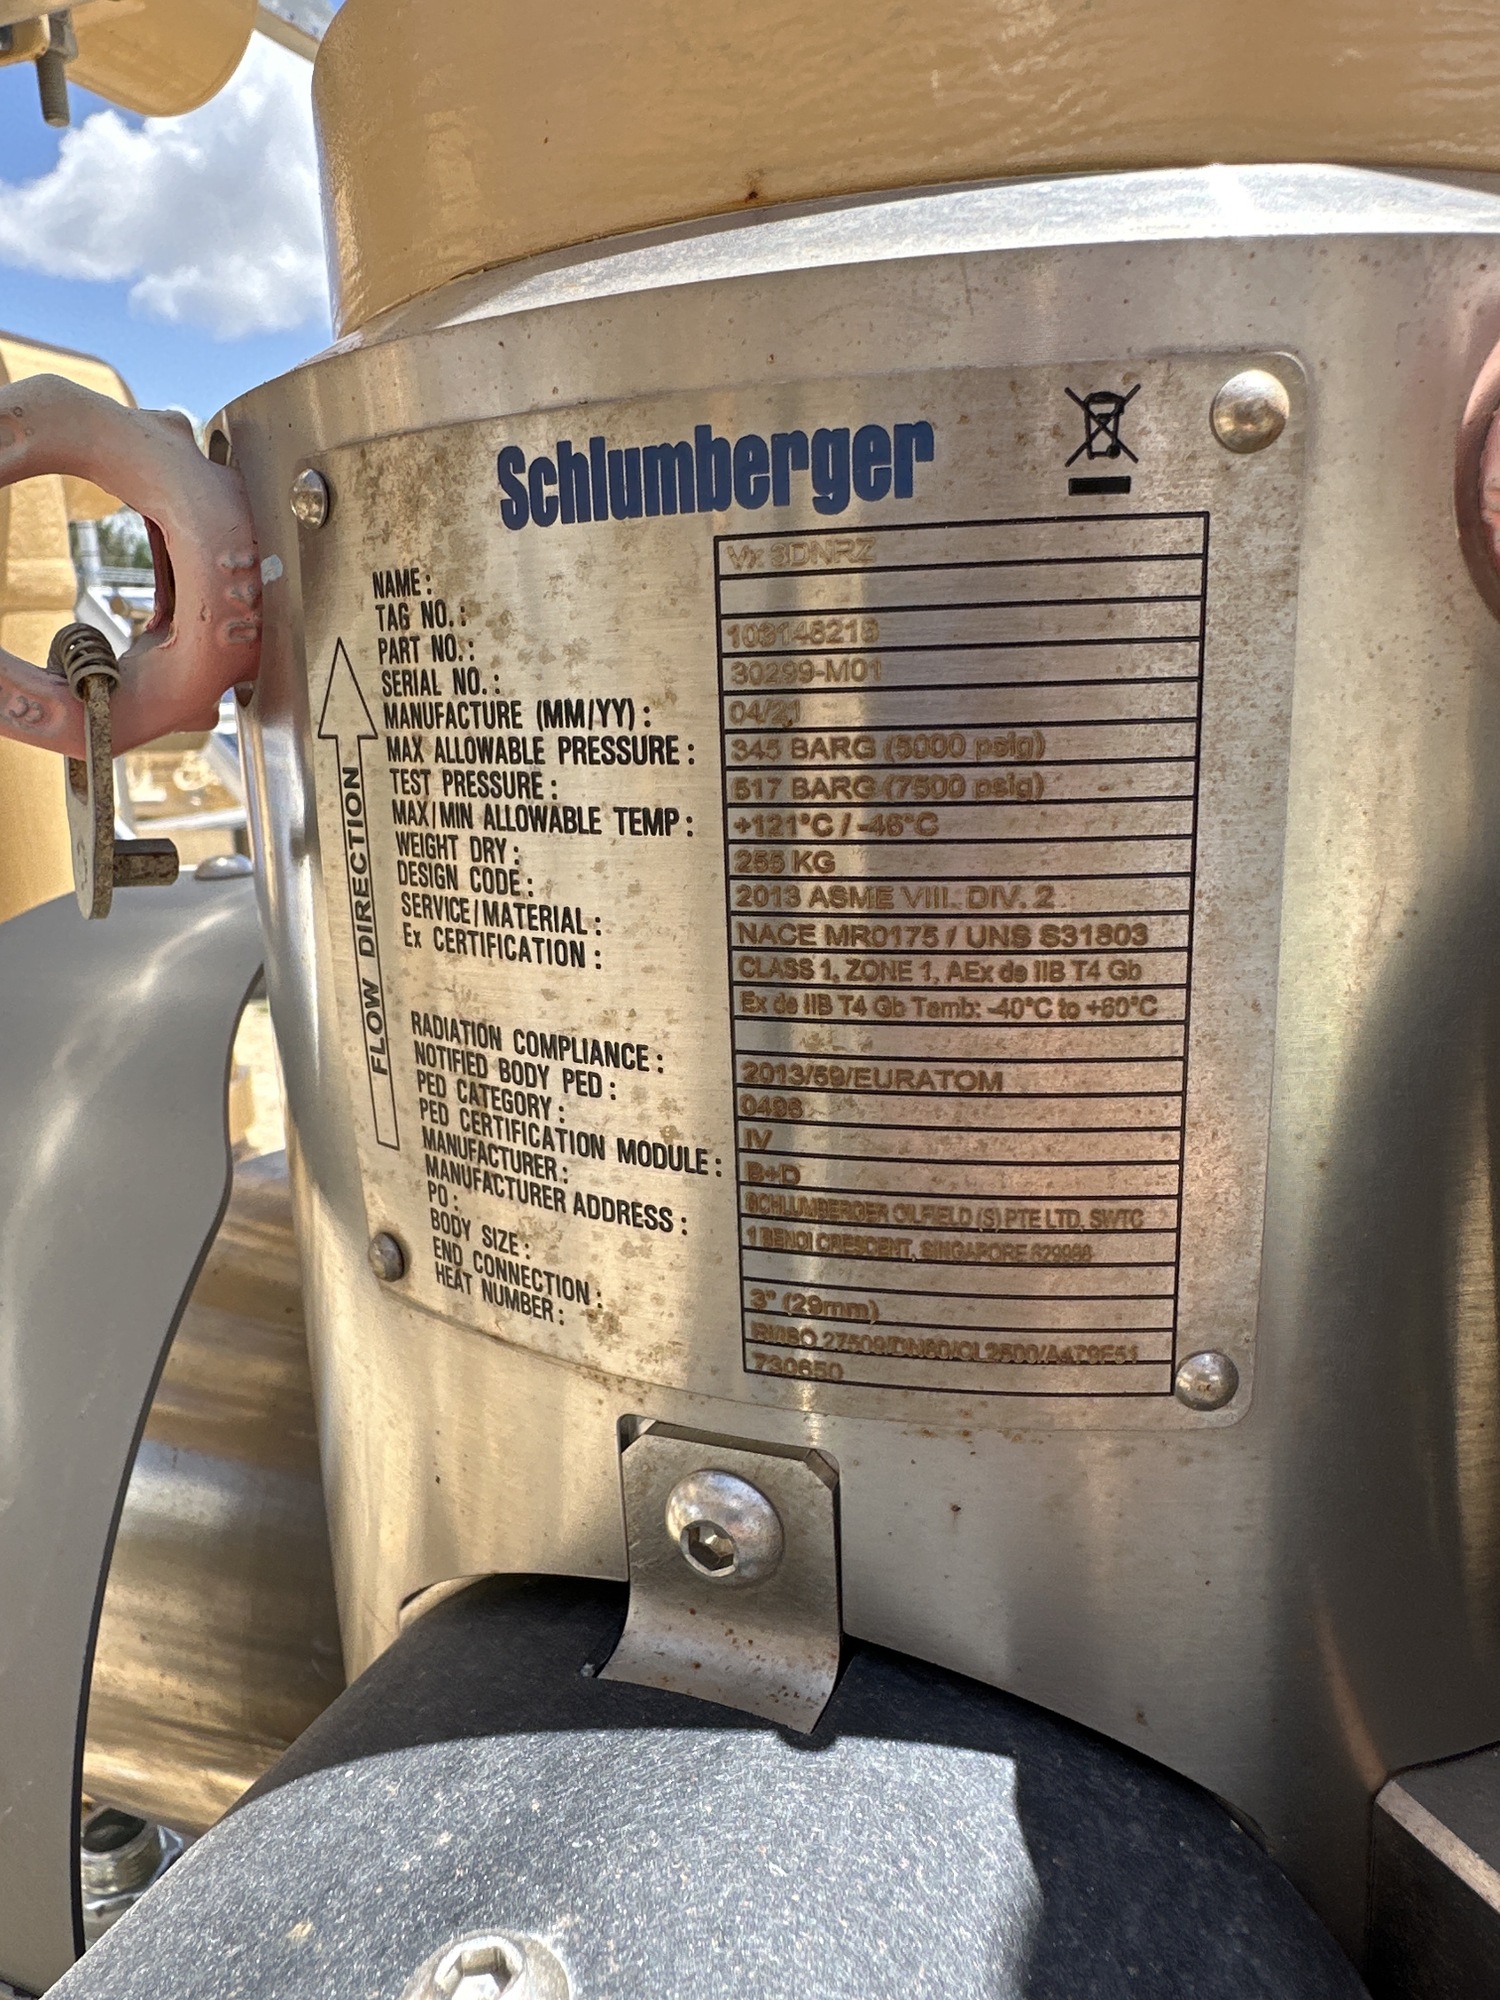 Schlumberger
FLOW DIRECTION
NAME: Vx 3DNRZ
TAG NO.:
PART NO.:
SERIAL NO.: 30299-M01
MANUFACTURE (MM/YY): 04/21
MAX ALLOWABLE PRESSURE: 345 BARG (5000 psig)
TEST PRESSURE: 517 BARG (7500 psig)
MAX/MIN ALLOWABLE TEMP: +121°C / -46°C
WEIGHT DRY: 255 KG
DESIGN CODE: 2013 ASME VIII. DIV. 2
SERVICE/MATERIAL: NACE MR0175 / UNS S31803
Ex CERTIFICATION: CLASS 1, ZONE 1, AEx de IIB T4 Gb
Ex de IIB T4 Gb Tamb: -40°C to +60°C
RADIATION COMPLIANCE: 2013/59/EURATOM
NOTIFIED BODY PED: 0496
PED CATEGORY: IV
PED CERTIFICATION MODULE: B+D
MANUFACTURER: SCHLUMBERGER OILFIELD (S) PTE LTD. SWTC
MANUFACTURER ADDRESS: 1 BENOI CRESCENT, SINGAPORE
PO:
BODY SIZE: 3" (29mm)
END CONNECTION:
HEAT NUMBER: 730650